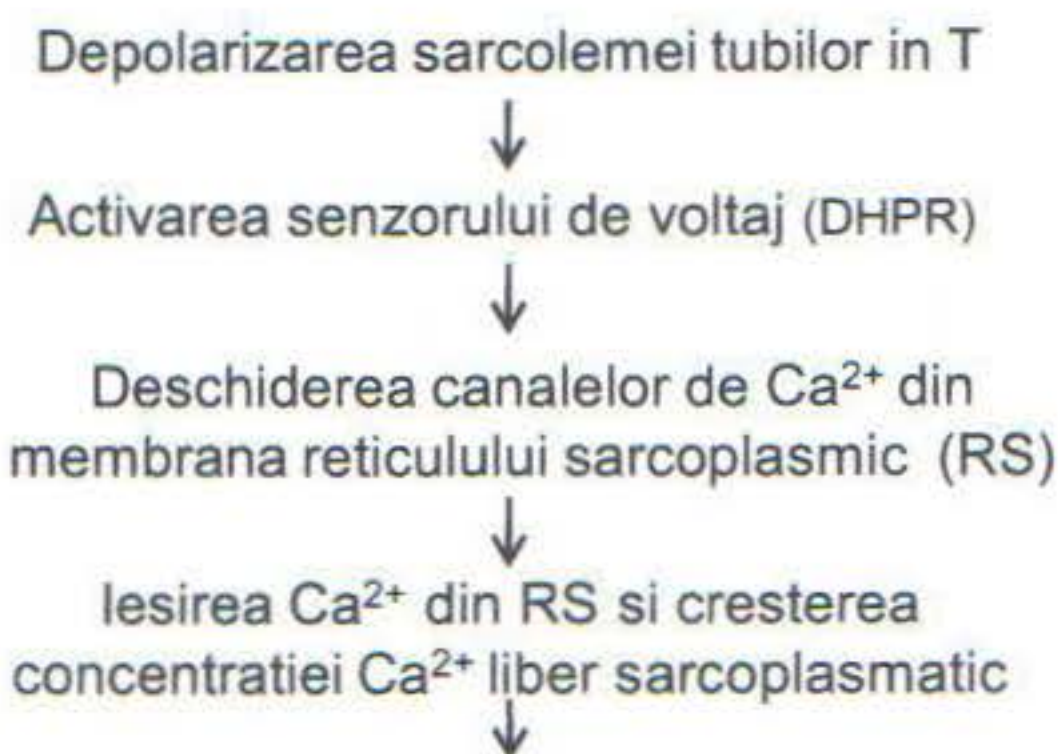 Depolarizarea sarcolemei tubilor in T
Activarea senzorului de voltaj (DHPR)
Deschiderea canalelor de Ca²⁺ din
membrana reticulului sarcoplasmic (RS)
Iesirea Ca²⁺ din RS si cresterea
concentratiei Ca²⁺ liber sarcoplasmatic